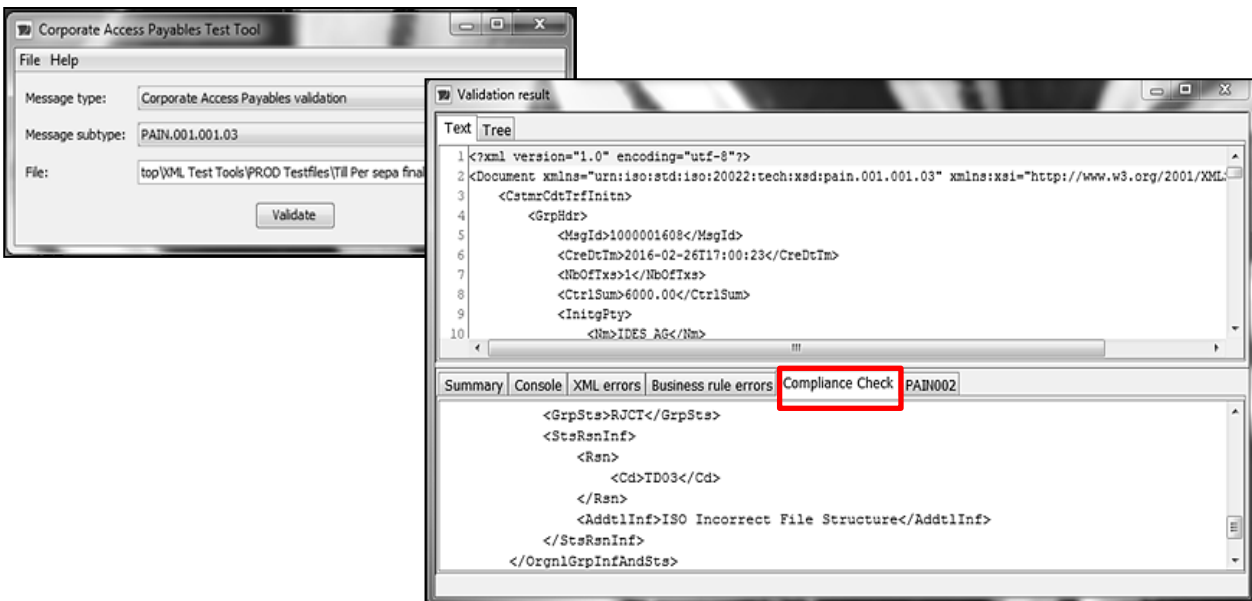 Corporate Access Payables Test Tool
File Help
Message type: Corporate Access Payables validation
Message subtype: PAIN.001.001.03
File: top\XML Test Tools\PROD Testfiles\Till Per sepa final
Validate
Validation result
Text Tree
1 <?xml version="1.0" encoding="utf-8"?>
2 <Document xmlns="urn:iso:std:iso:20022:tech:xsd:pain.001.001.03" xmlns:xsi="http://www.w3.org/2001/XML
3 <CstmrCdtTrfInitn>
4 <GrpHdr>
5 <MsgId>1000001608</MsgId>
6 <CreDtTm>2016-02-26T17:00:23</CreDtTm>
7 <NbOfTxs>1</NbOfTxs>
8 <CtrlSum>6000.00</CtrlSum>
9 <InitgPty>
10 <Nm>IDES AG</Nm>
Summary Console XML errors Business rule errors Compliance Check PAIN002
<GrpSts>RJCT</GrpSts>
<StsRsnInf>
<Rsn>
<Cd>TD03</Cd>
</Rsn>
<AddtlInf>ISO Incorrect File Structure</AddtlInf>
</StsRsnInf>
</OrgnlGrpInfAndSts>